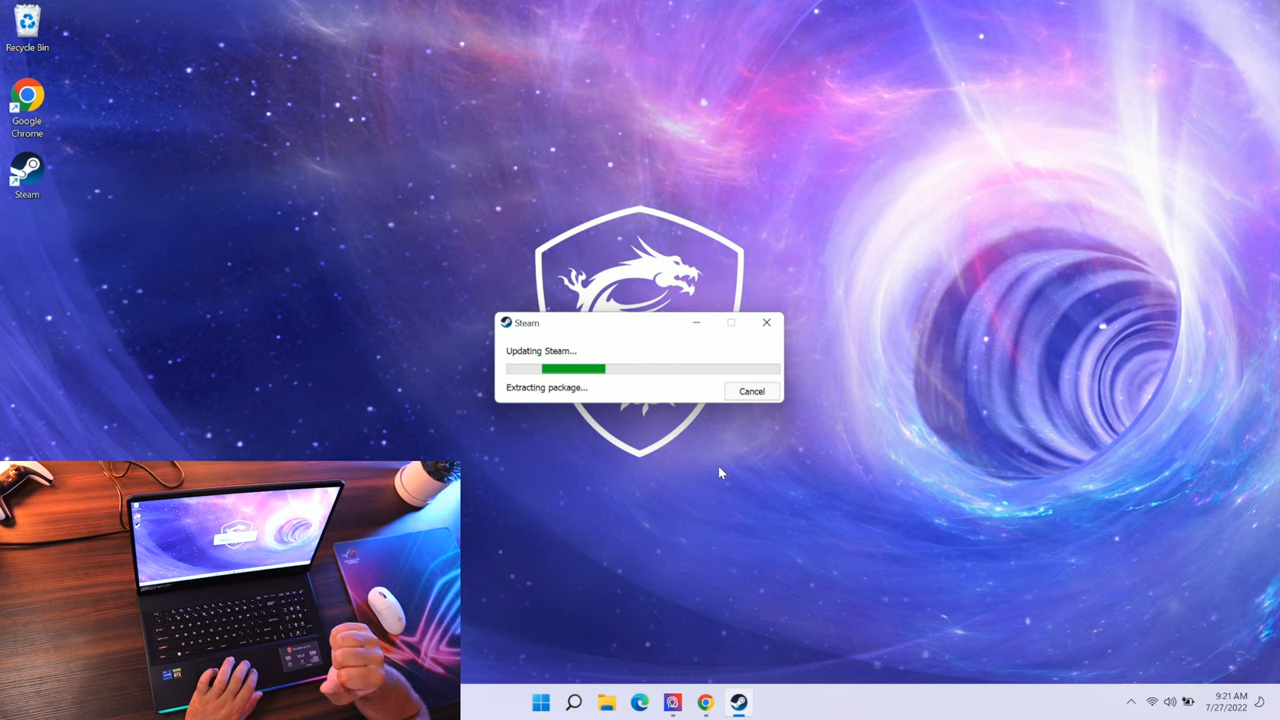 Recycle Bin
Google
Chrome
Steam
Steam
Updating Steam...
Extracting package...
Cancel
9:21 AM
7/27/2022